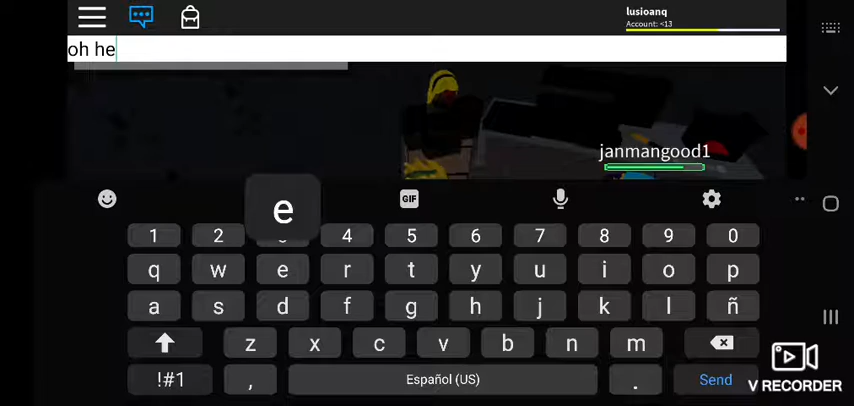 lusioanq
Account: <13
oh he
janmangood1
e
GIF
1 2 4 5 6 7 8 9 0
q w e r t y u i o p
a s d f g h j k l ñ
z x c v b n m
!#1 , Español (US) . Send
V RECORDER